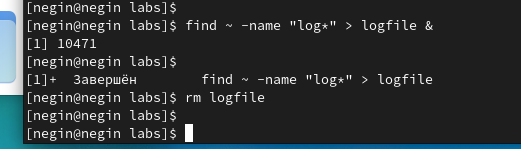 [negin@negin labs]$
[negin@negin labs]$ find ~ -name "log*" > logfile &
[1] 10471
[negin@negin labs]$
[1]+  Завершён        find ~ -name "log*" > logfile
[negin@negin labs]$ rm logfile
[negin@negin labs]$
[negin@negin labs]$